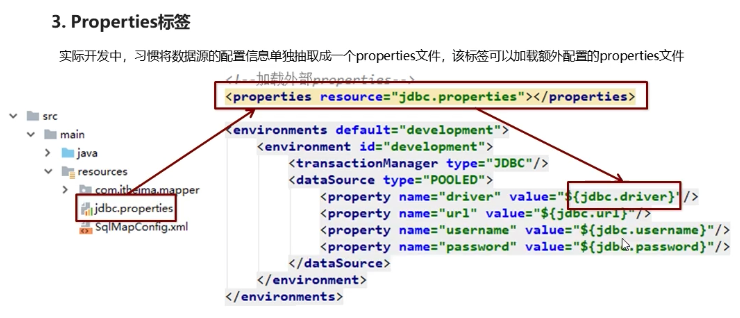 3. Properties标签
实际开发中，习惯将数据源的配置信息单独抽取成一个properties文件，该标签可以加载额外配置的properties文件
<!--加载外部properties-->
<properties resource="jdbc.properties"></properties>
src
main
java
resources
com.itheima.mapper
jdbc.properties
SqlMapConfig.xml
<environments default="development">
<environment id="development">
<transactionManager type="JDBC"/>
<dataSource type="POOLED">
<property name="driver" value="${jdbc.driver}"/>
<property name="url" value="${jdbc.url}"/>
<property name="username" value="${jdbc.username}"/>
<property name="password" value="${jdbc.password}"/>
</dataSource>
</environment>
</environments>